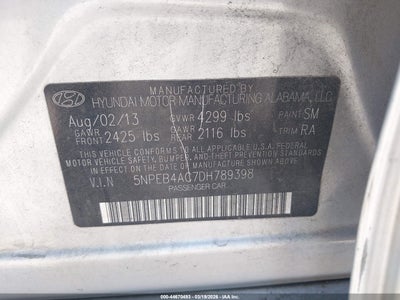 MANUFACTURED BY
HYUNDAI MOTOR MANUFACTURING ALABAMA, LLC
Aug/02/13 GVWR 4299 lbs PAINT SM
GAWR FRONT 2425 lbs GAWR REAR 2116 lbs TRIM RA
THIS VEHICLE CONFORMS TO ALL APPLICABLE U.S.A. FEDERAL
MOTOR VEHICLE SAFETY, BUMPER, AND THEFT PREVENTION STANDARDS
IN EFFECT ON THE DATE OF MANUFACTURE SHOWN ABOVE.
V.I.N 5NPEB4AC7DH789398
PASSENGER CAR
000-44670493 - 03/19/2026 - IAA